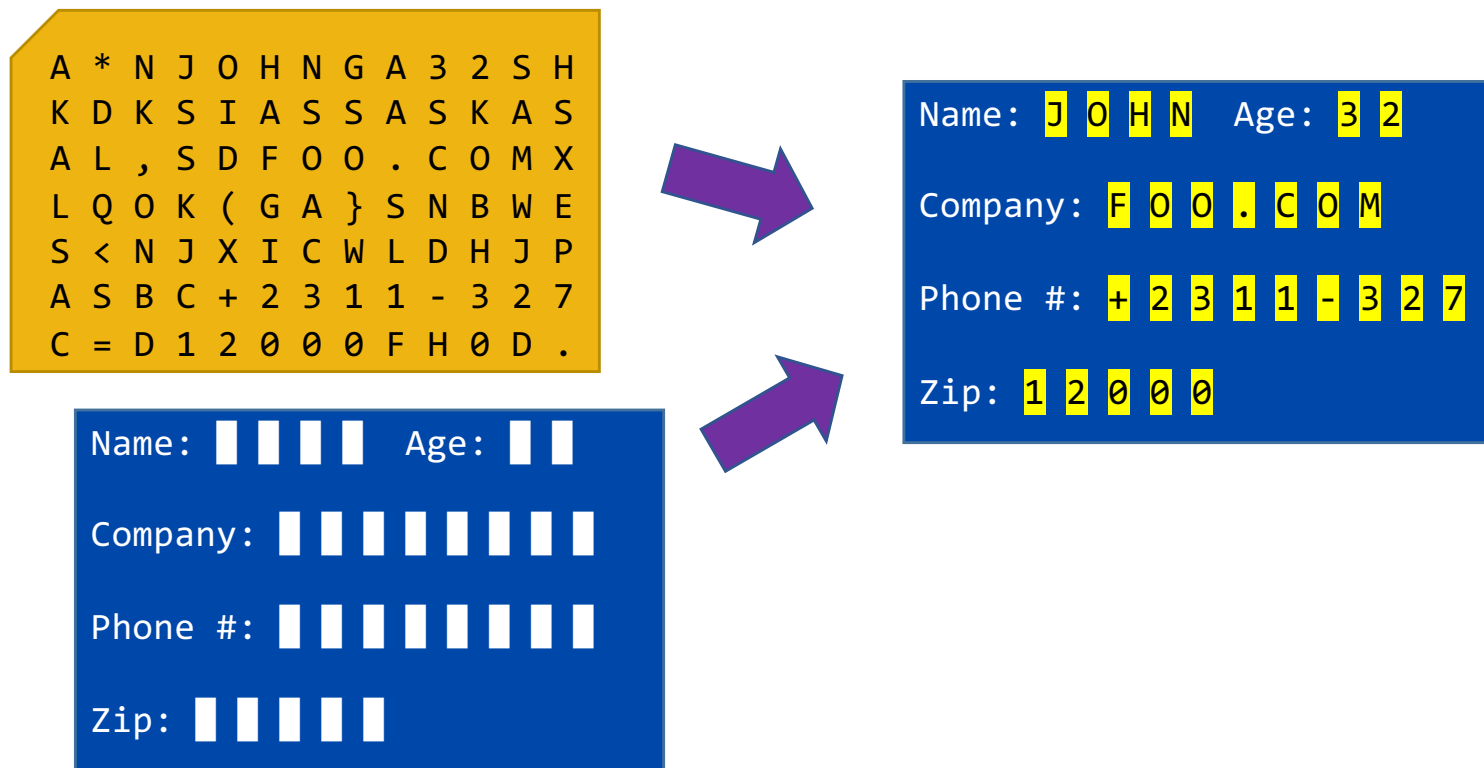 A * N J O H N G A 3 2 S H
K D K S I A S S A S K A S
A L , S D F O O . C O M X
L Q O K ( G A } S N B W E
S < N J X I C W L D H J P
A S B C + 2 3 1 1 - 3 2 7
C = D 1 2 0 0 0 F H 0 D .
Name: Age:
Company:
Phone #:
Zip:
Name: J O H N Age: 3 2
Company: F O O . C O M
Phone #: + 2 3 1 1 - 3 2 7
Zip: 1 2 0 0 0